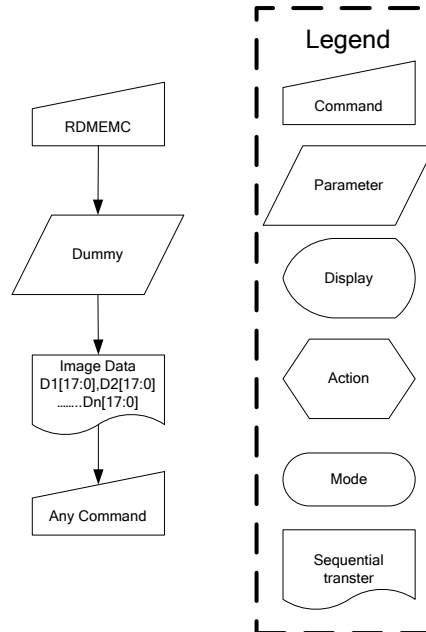 RDMEMC
Dummy
Image Data
D1[17:0],D2[17:0]
........Dn[17:0]
Any Command
Legend
Command
Parameter
Display
Action
Mode
Sequential
transter